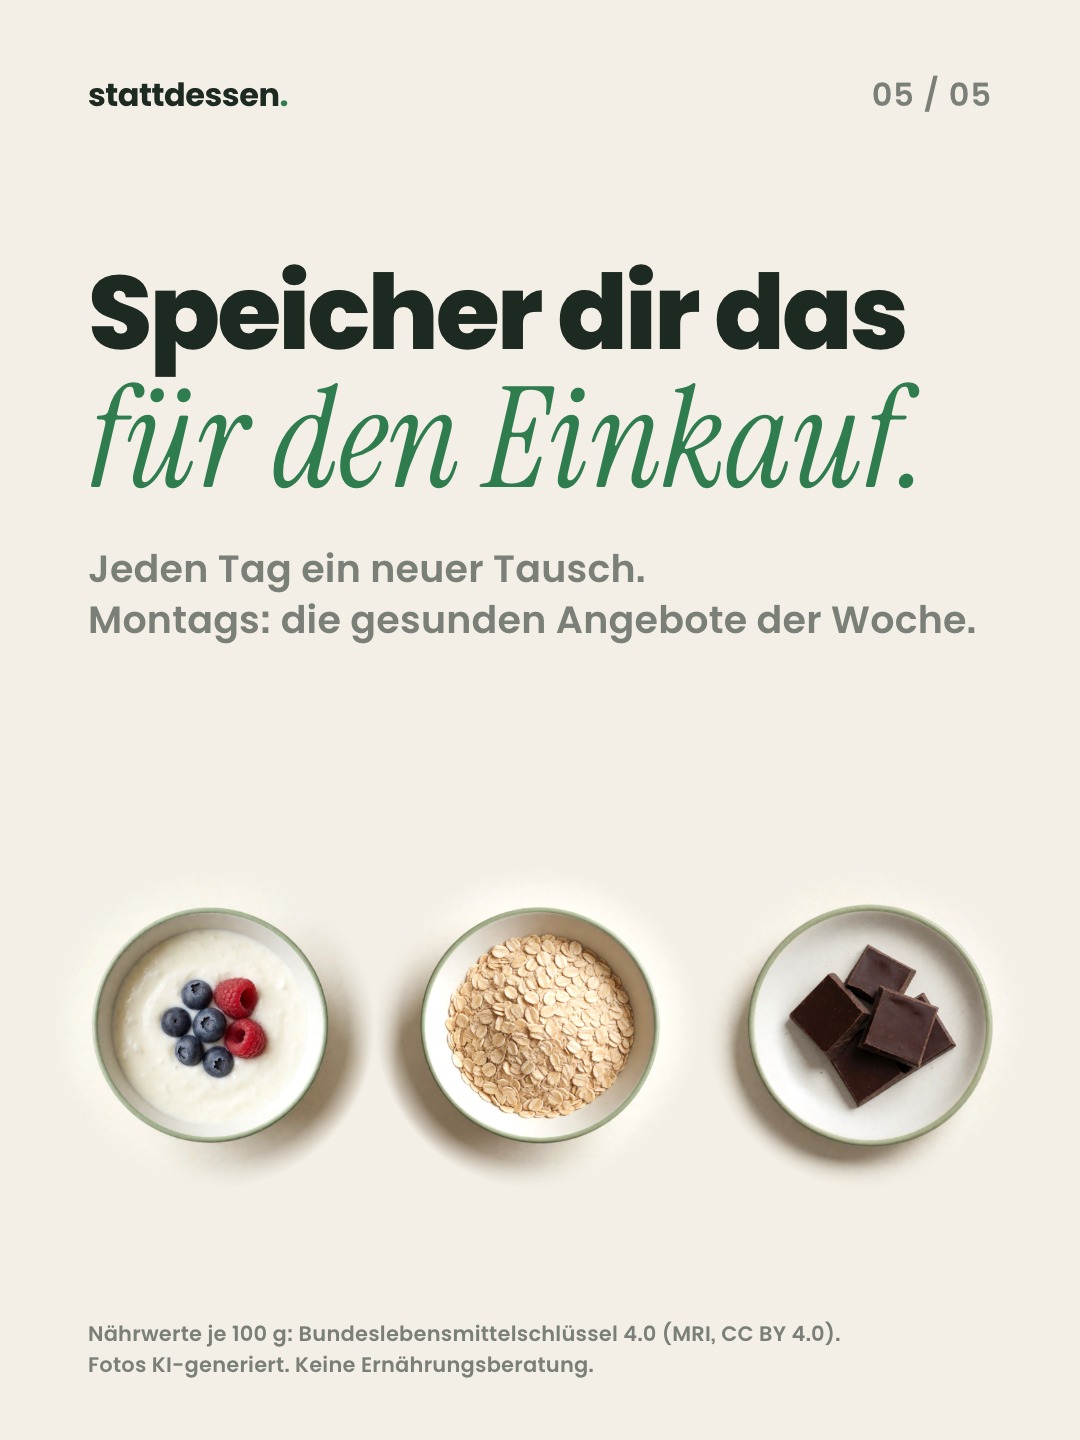 stattdessen.
05 / 05
Speicher dir das
für den Einkauf.
Jeden Tag ein neuer Tausch.
Montags: die gesunden Angebote der Woche.
Nährwerte je 100 g: Bundeslebensmittelschlüssel 4.0 (MRI, CC BY 4.0).
Fotos KI-generiert. Keine Ernährungsberatung.